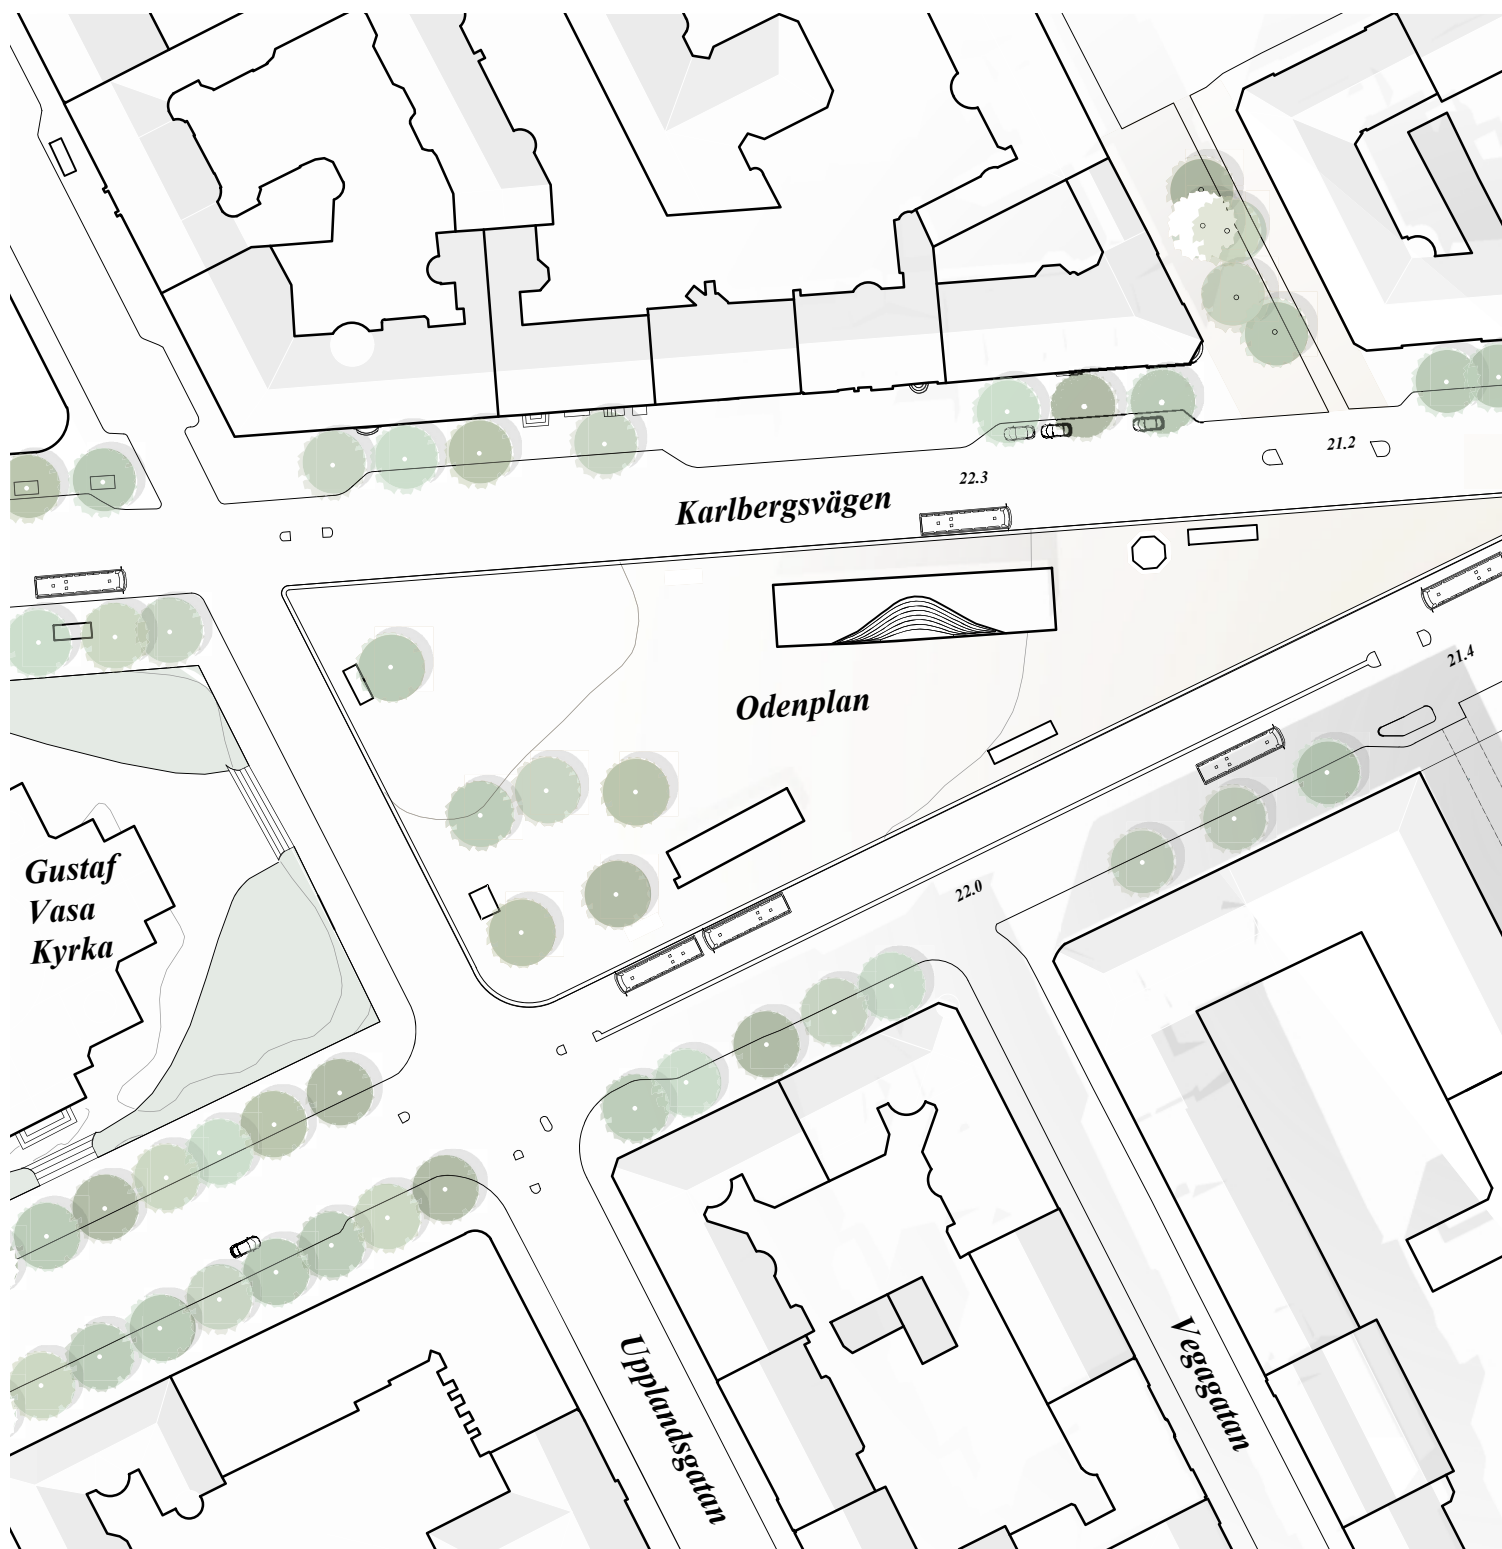 21.2
22.3
Karlbergsvägen
21.4
Odenplan
Gustaf
Vasa
Kyrka
22.0
Upplandsgatan
Vegagatan